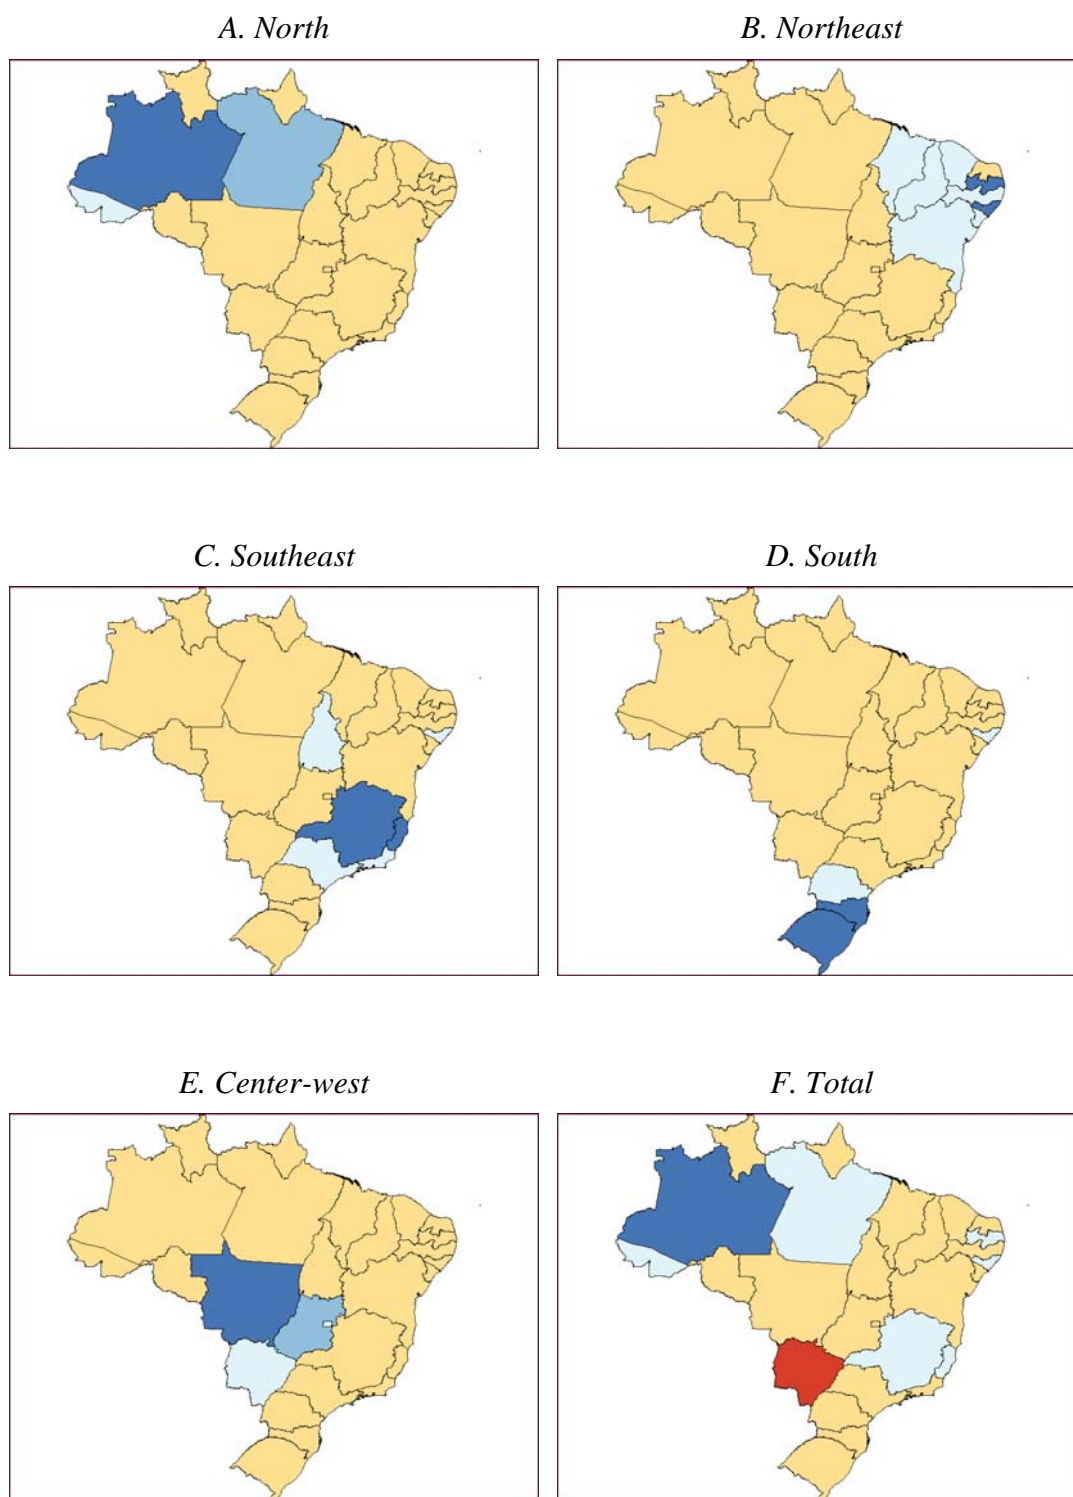 A. North
B. Northeast
C. Southeast
D. South
E. Center-west
F. Total